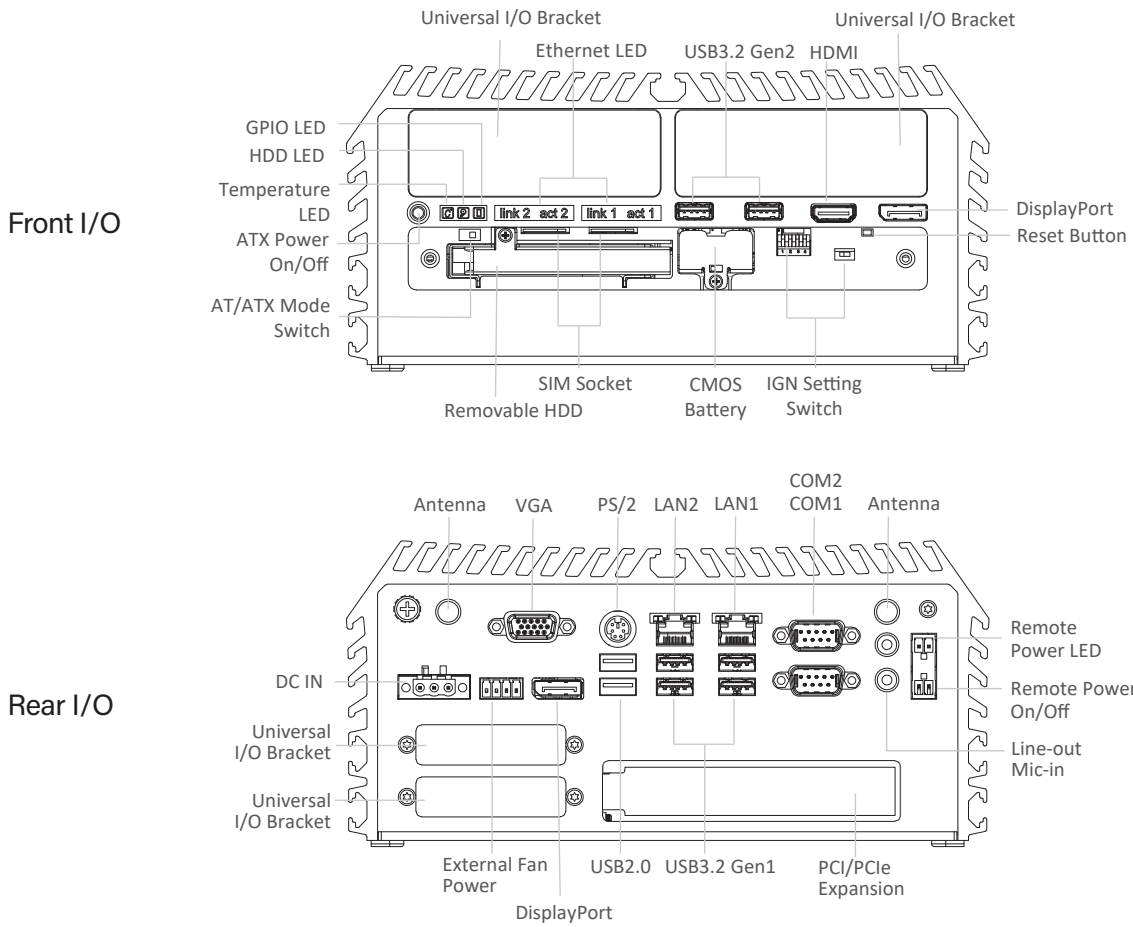 Universal I/O Bracket
Universal I/O Bracket
Ethernet LED
USB3.2 Gen2
HDMI
GPIO LED
HDD LED
Temperature
LED
link 2 act 2
link 1 act 1
DisplayPort
Front I/O
ATX Power
On/Off
Reset Button
1 2 3 4
AT/ATX Mode
Switch
SIM Socket
CMOS
Battery
IGN Setting
Switch
Removable HDD
Antenna
VGA
PS/2
LAN2
LAN1
COM2
COM1
Antenna
Remote
Power LED
DC IN
Remote Power
On/Off
Rear I/O
Universal
I/O Bracket
Line-out
Mic-in
Universal
I/O Bracket
External Fan
Power
USB2.0
USB3.2 Gen1
PCI/PCIe
Expansion
DisplayPort